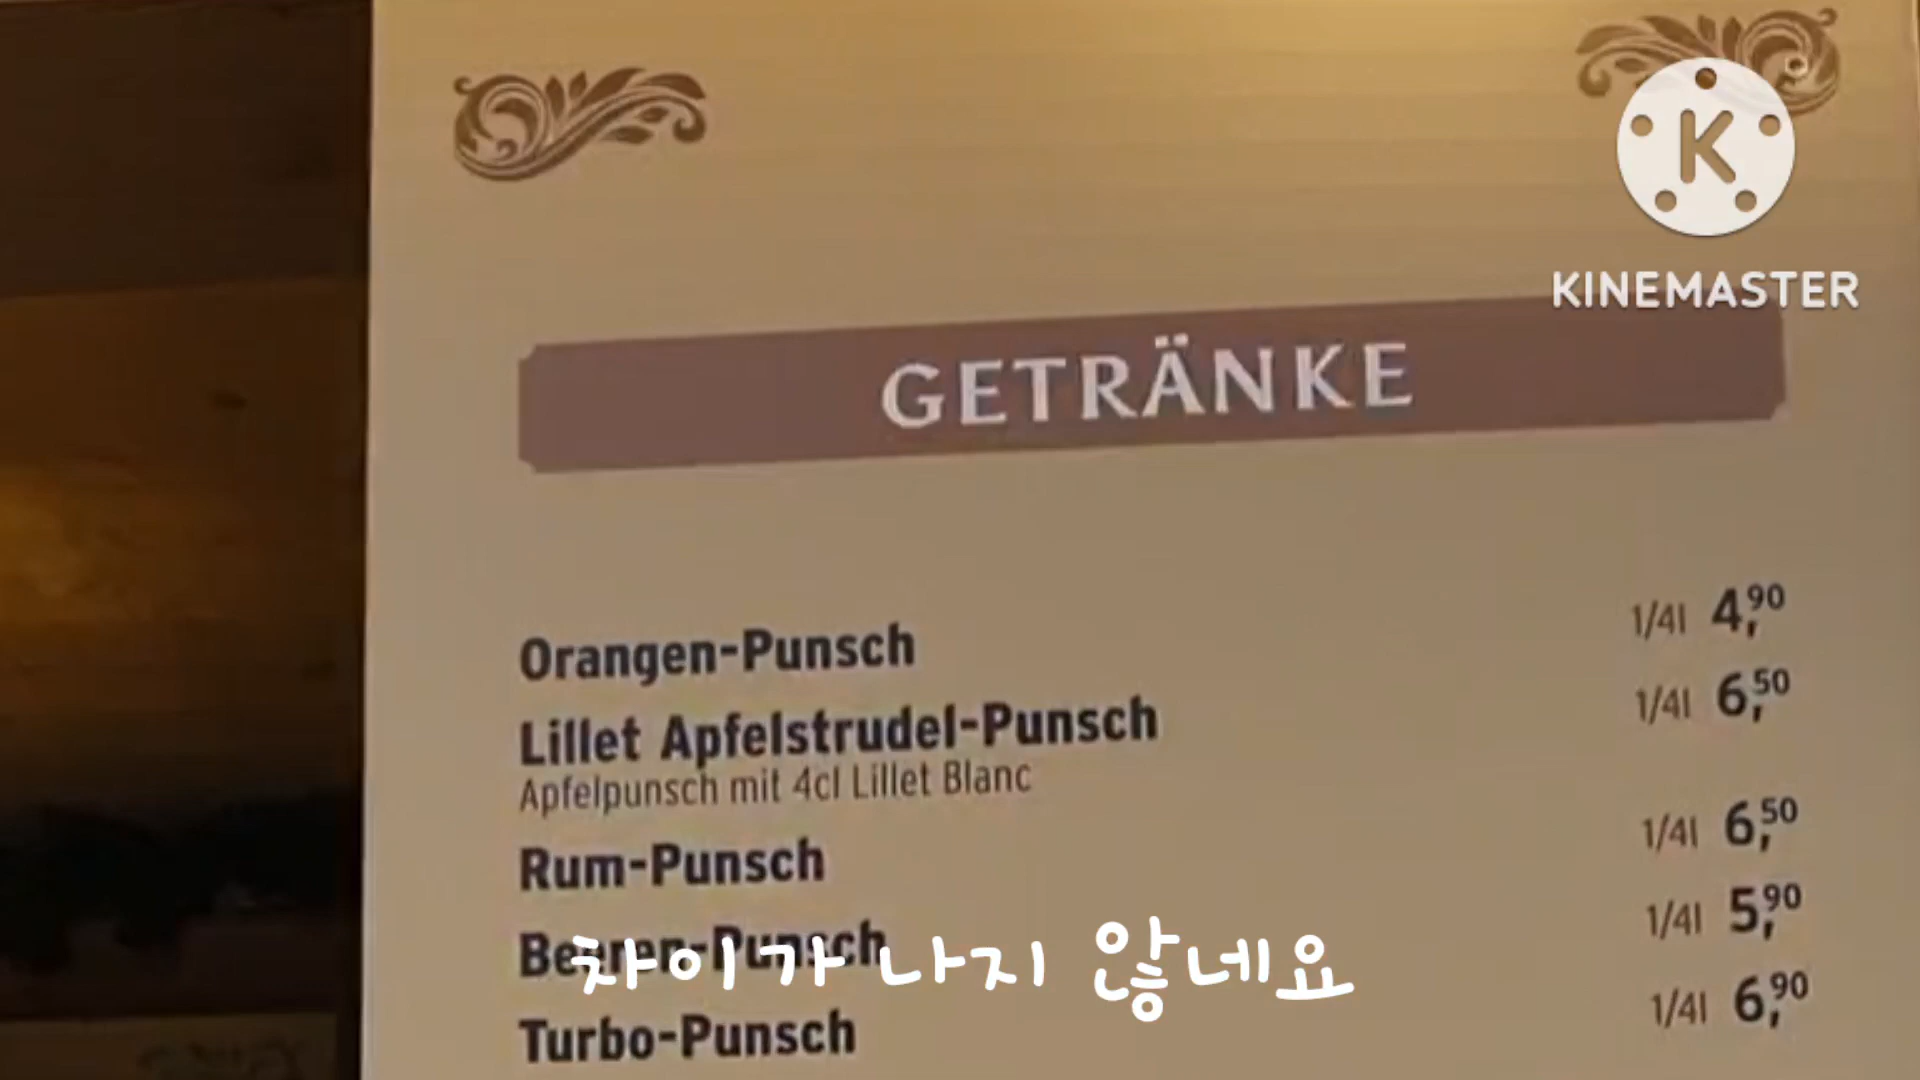 K
KINEMASTER
GETRÄNKE
Orangen-Punsch 1/4l 4,90
Lillet Apfelstrudel-Punsch 1/4l 6,50
Apfelpunsch mit 4cl Lillet Blanc
Rum-Punsch 1/4l 6,50
Beeren-Punsch 1/4l 5,90
차이가 나지 않네요
Turbo-Punsch 1/4l 6,90